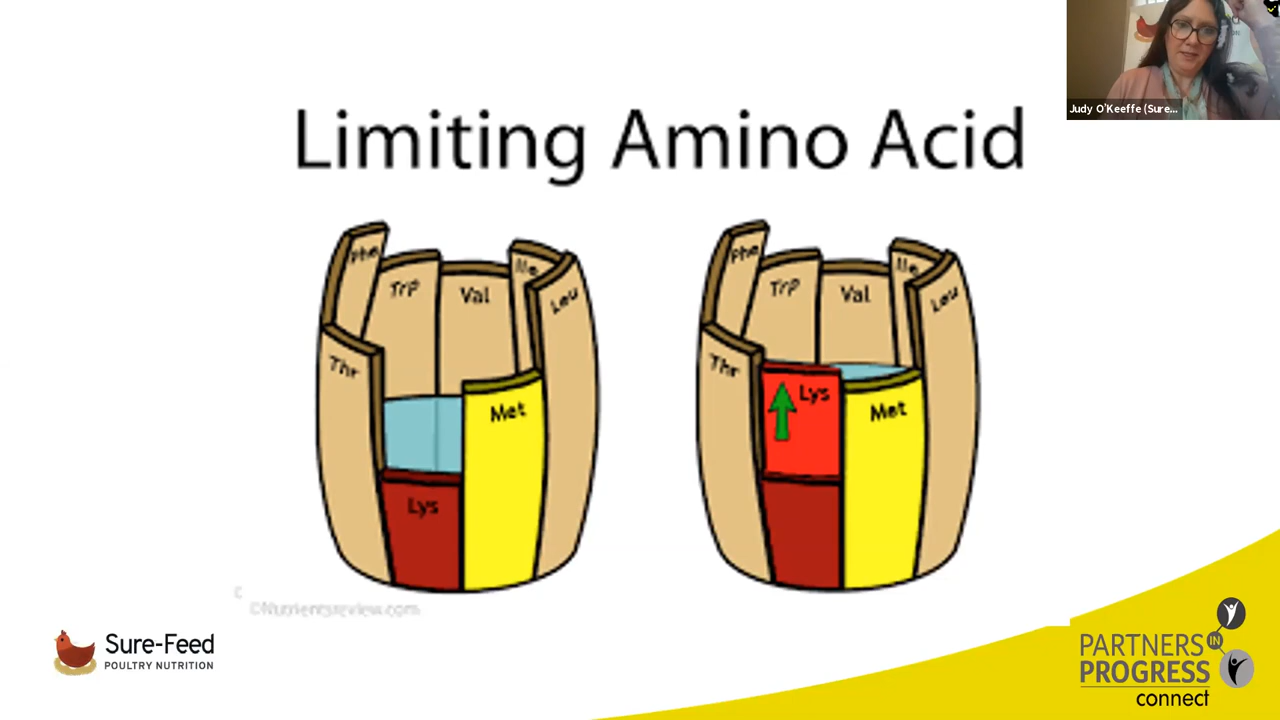 Judy O'Keeffe (Sure...
Limiting Amino Acid
Phe
Trp
Val
Ile
Leu
Thr
Met
Lys
Phe
Trp
Val
Ile
Leu
Thr
Lys
Met
©Nutrientsreview.com
Sure-Feed
POULTRY NUTRITION
PARTNERS IN
PROGRESS
connect